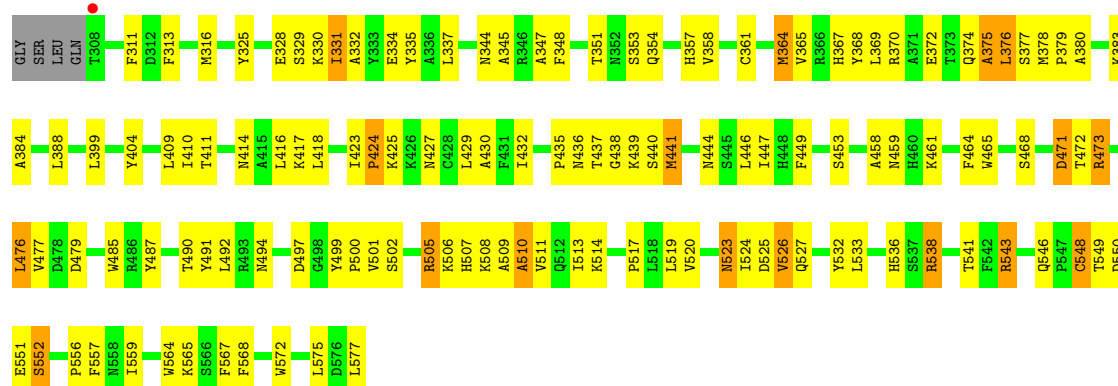 GLY SER LEU GLN T308 F311 D312 F313 M316 Y325 E328 S329 K330 I331 A332 Y333 E334 Y335 A336 L337 N344 A345 R346 A347 F348 T351 N352 S353 Q354 H357 V358 C361 M364 V365 R366 H367 Y368 L369 R370 A371 E372 T373 Q374 A375 L376 S377 M378 P379 A380 K383
A384 L388 L399 Y404 L409 I410 T411 N414 A415 L416 K417 L418 I423 P424 K425 K426 N427 C428 L429 A430 F431 I432 P435 N436 T437 G438 K439 S440 M441 N444 S445 L446 I447 H448 F449 S453 A458 N459 H460 K461 F464 W465 S468 D471 T472 R473
L476 V477 D478 D479 W485 R486 Y487 T490 Y491 L492 R493 N494 D497 G498 Y499 P500 V501 S502 R505 K506 H507 K508 A509 A510 V511 Q512 I513 K514 P517 L518 L519 V520 N523 I524 D525 V526 Q527 Y532 L533 H536 S537 R538 T541 F542 R543 Q546 P547 C548 T549 D550
E551 S552 P556 F557 N558 I559 W564 K565 S566 F567 F568 W572 L575 D576 L577